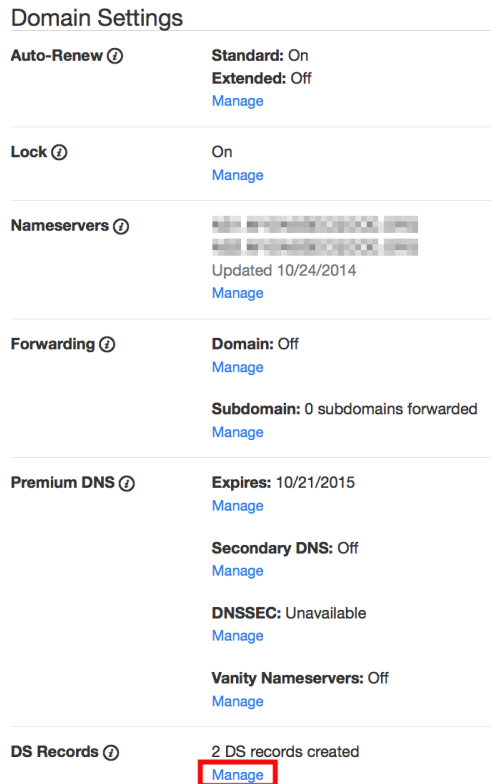 Domain Settings
Auto-Renew Standard: On
Extended: Off
Manage
Lock On
Manage
Nameservers
Updated 10/24/2014
Manage
Forwarding Domain: Off
Manage
Subdomain: 0 subdomains forwarded
Manage
Premium DNS Expires: 10/21/2015
Manage
Secondary DNS: Off
Manage
DNSSEC: Unavailable
Manage
Vanity Nameservers: Off
Manage
DS Records 2 DS records created
Manage